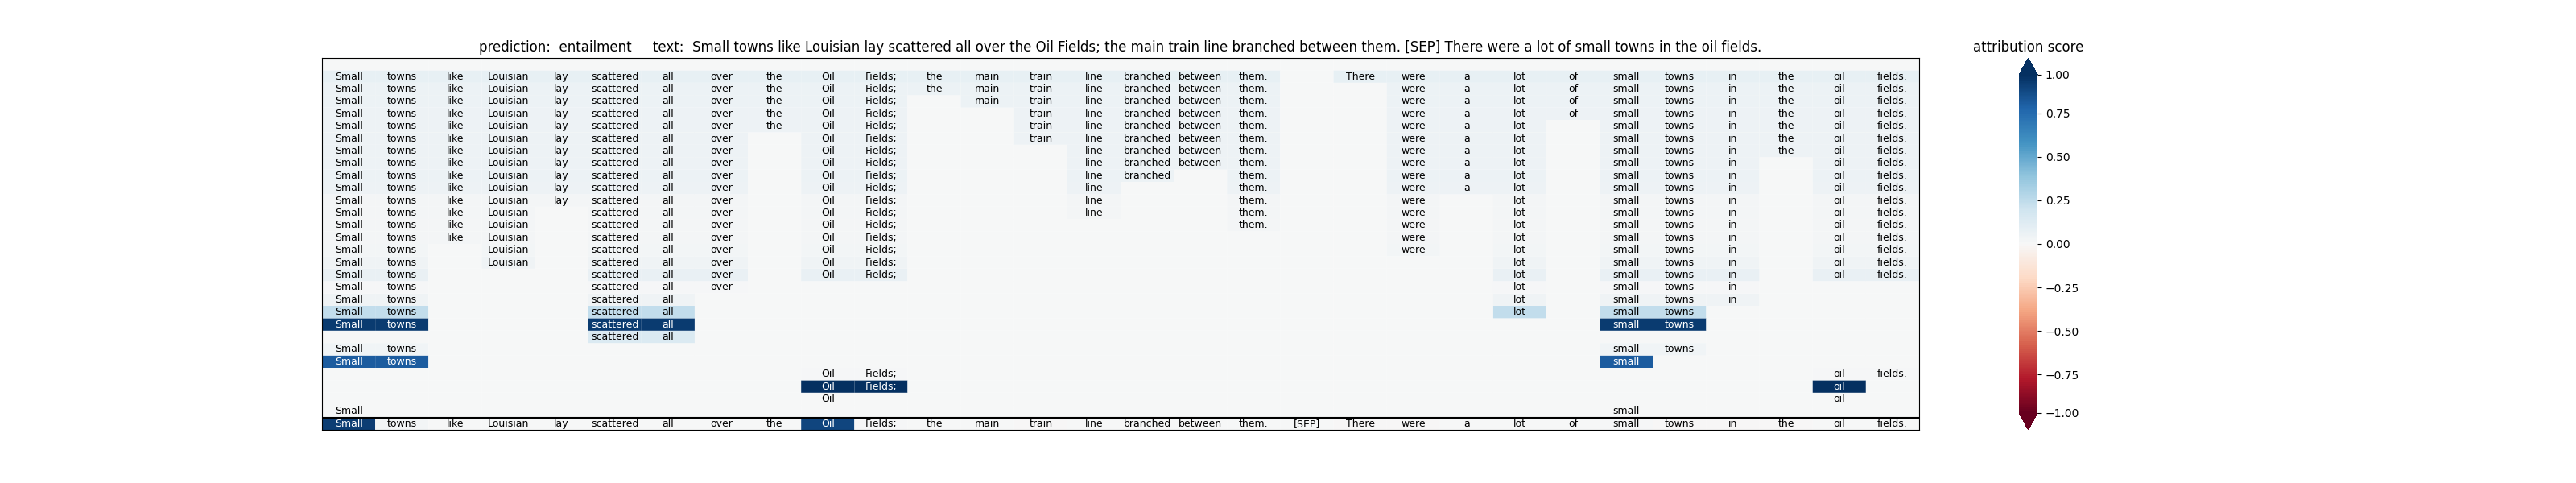 prediction:  entailment     text:  Small towns like Louisian lay scattered all over the Oil Fields; the main train line branched between them. [SEP] There were a lot of small towns in the oil fields.
attribution score
Small towns like Louisian lay scattered all over the Oil Fields; the main train line branched between them. There were a lot of small towns in the oil fields.
Small towns like Louisian lay scattered all over the Oil Fields; the main train line branched between them. were a lot of small towns in the oil fields.
Small towns like Louisian lay scattered all over the Oil Fields; main train line branched between them. were a lot of small towns in the oil fields.
Small towns like Louisian lay scattered all over the Oil Fields; train line branched between them. were a lot of small towns in the oil fields.
Small towns like Louisian lay scattered all over the Oil Fields; train line branched between them. were a lot small towns in the oil fields.
Small towns like Louisian lay scattered all over Oil Fields; train line branched between them. were a lot small towns in the oil fields.
Small towns like Louisian lay scattered all over Oil Fields; line branched between them. were a lot small towns in the oil fields.
Small towns like Louisian lay scattered all over Oil Fields; line branched between them. were a lot small towns in oil fields.
Small towns like Louisian lay scattered all over Oil Fields; line branched them. were a lot small towns in oil fields.
Small towns like Louisian lay scattered all over Oil Fields; line them. were a lot small towns in oil fields.
Small towns like Louisian lay scattered all over Oil Fields; line them. were lot small towns in oil fields.
Small towns like Louisian scattered all over Oil Fields; line them. were lot small towns in oil fields.
Small towns like Louisian scattered all over Oil Fields; them. were lot small towns in oil fields.
Small towns like Louisian scattered all over Oil Fields; were lot small towns in oil fields.
Small towns Louisian scattered all over Oil Fields; were lot small towns in oil fields.
Small towns Louisian scattered all over Oil Fields; lot small towns in oil fields.
Small towns scattered all over Oil Fields; lot small towns in oil fields.
Small towns scattered all over lot small towns in
Small towns scattered all lot small towns in
Small towns scattered all lot small towns
Small towns scattered all small towns
scattered all
Small towns small towns
Small towns small
Oil Fields; oil fields.
Oil Fields; oil
Oil oil
Small small
Small towns like Louisian lay scattered all over the Oil Fields; the main train line branched between them. [SEP] There were a lot of small towns in the oil fields.
1.00
0.75
0.50
0.25
0.00
−0.25
−0.50
−0.75
−1.00